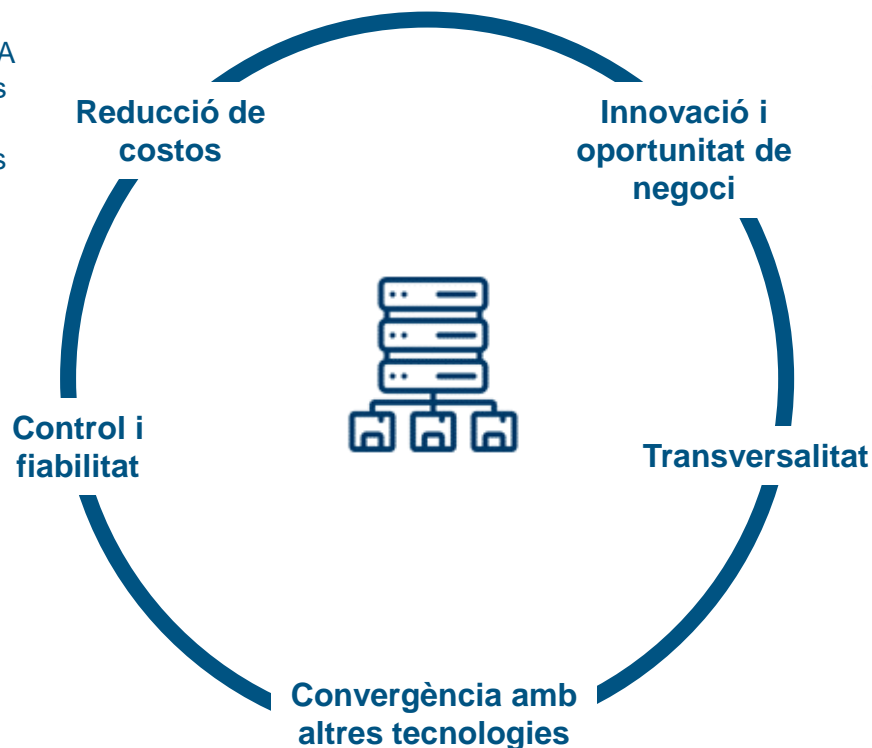 A
s
s
Reducció de
costos
Innovació i
oportunitat de
negoci
Control i
fiabilitat
Transversalitat
Convergència amb
altres tecnologies